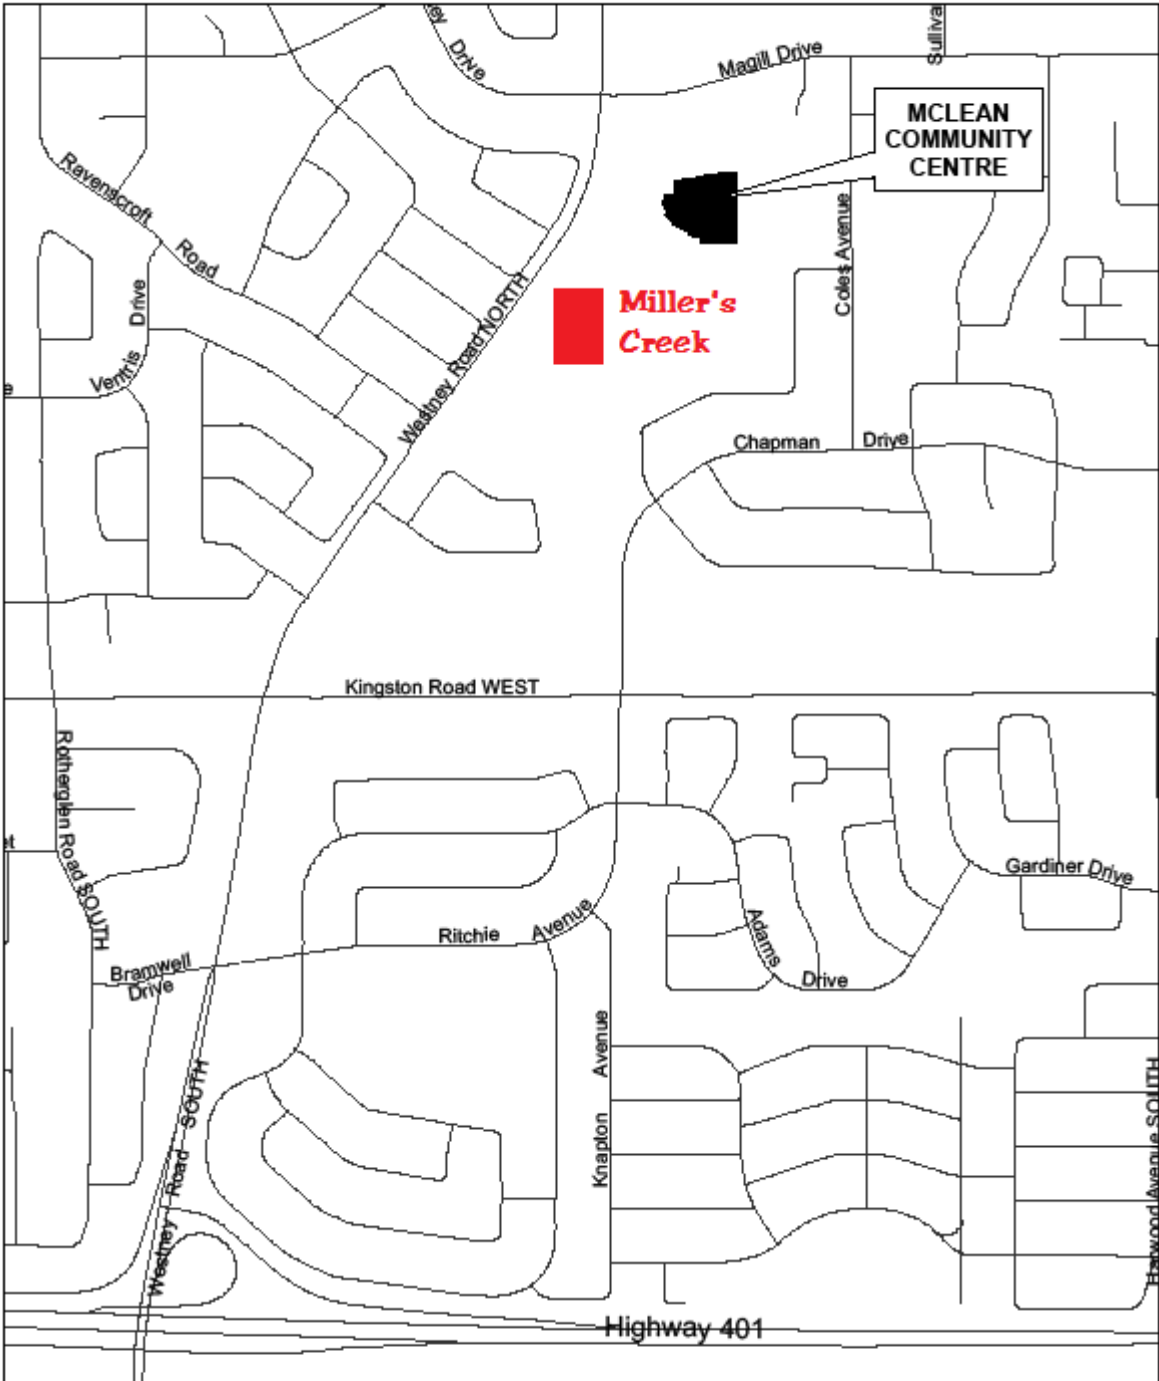 ey
Drive
Magill Drive
Sulliva
MCLEAN
COMMUNITY
CENTRE
Ravenscroft
Road
Drive
Ventris
e
Westney Road NORTH
Miller's
Creek
Coles Avenue
Chapman
Drive
Kingston Road WEST
Rotherglen Road SOUTH
et
Gardiner Drive
Ritchie
Avenue
Adams
Drive
Bramwell
Drive
Knapton
Avenue
Westney Road SOUTH
Harwood Avenue SOUTH
Highway 401